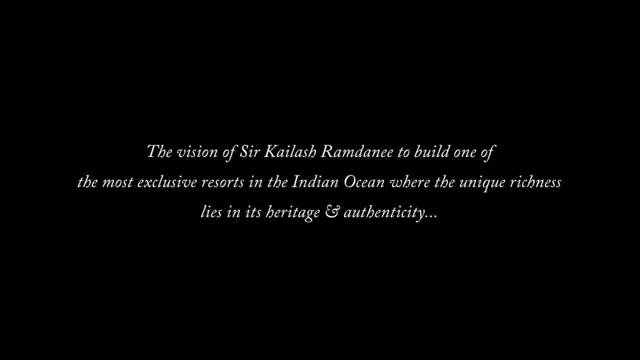 The vision of Sir Kailash Ramdanee to build one of
the most exclusive resorts in the Indian Ocean where the unique richness
lies in its heritage & authenticity...